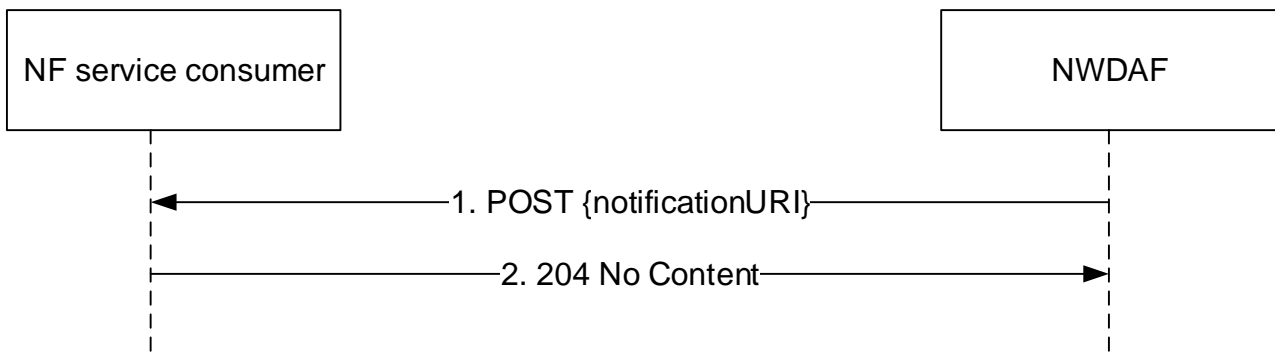 NF service consumer
NWDAF
1. POST {notificationURI}
2. 204 No Content